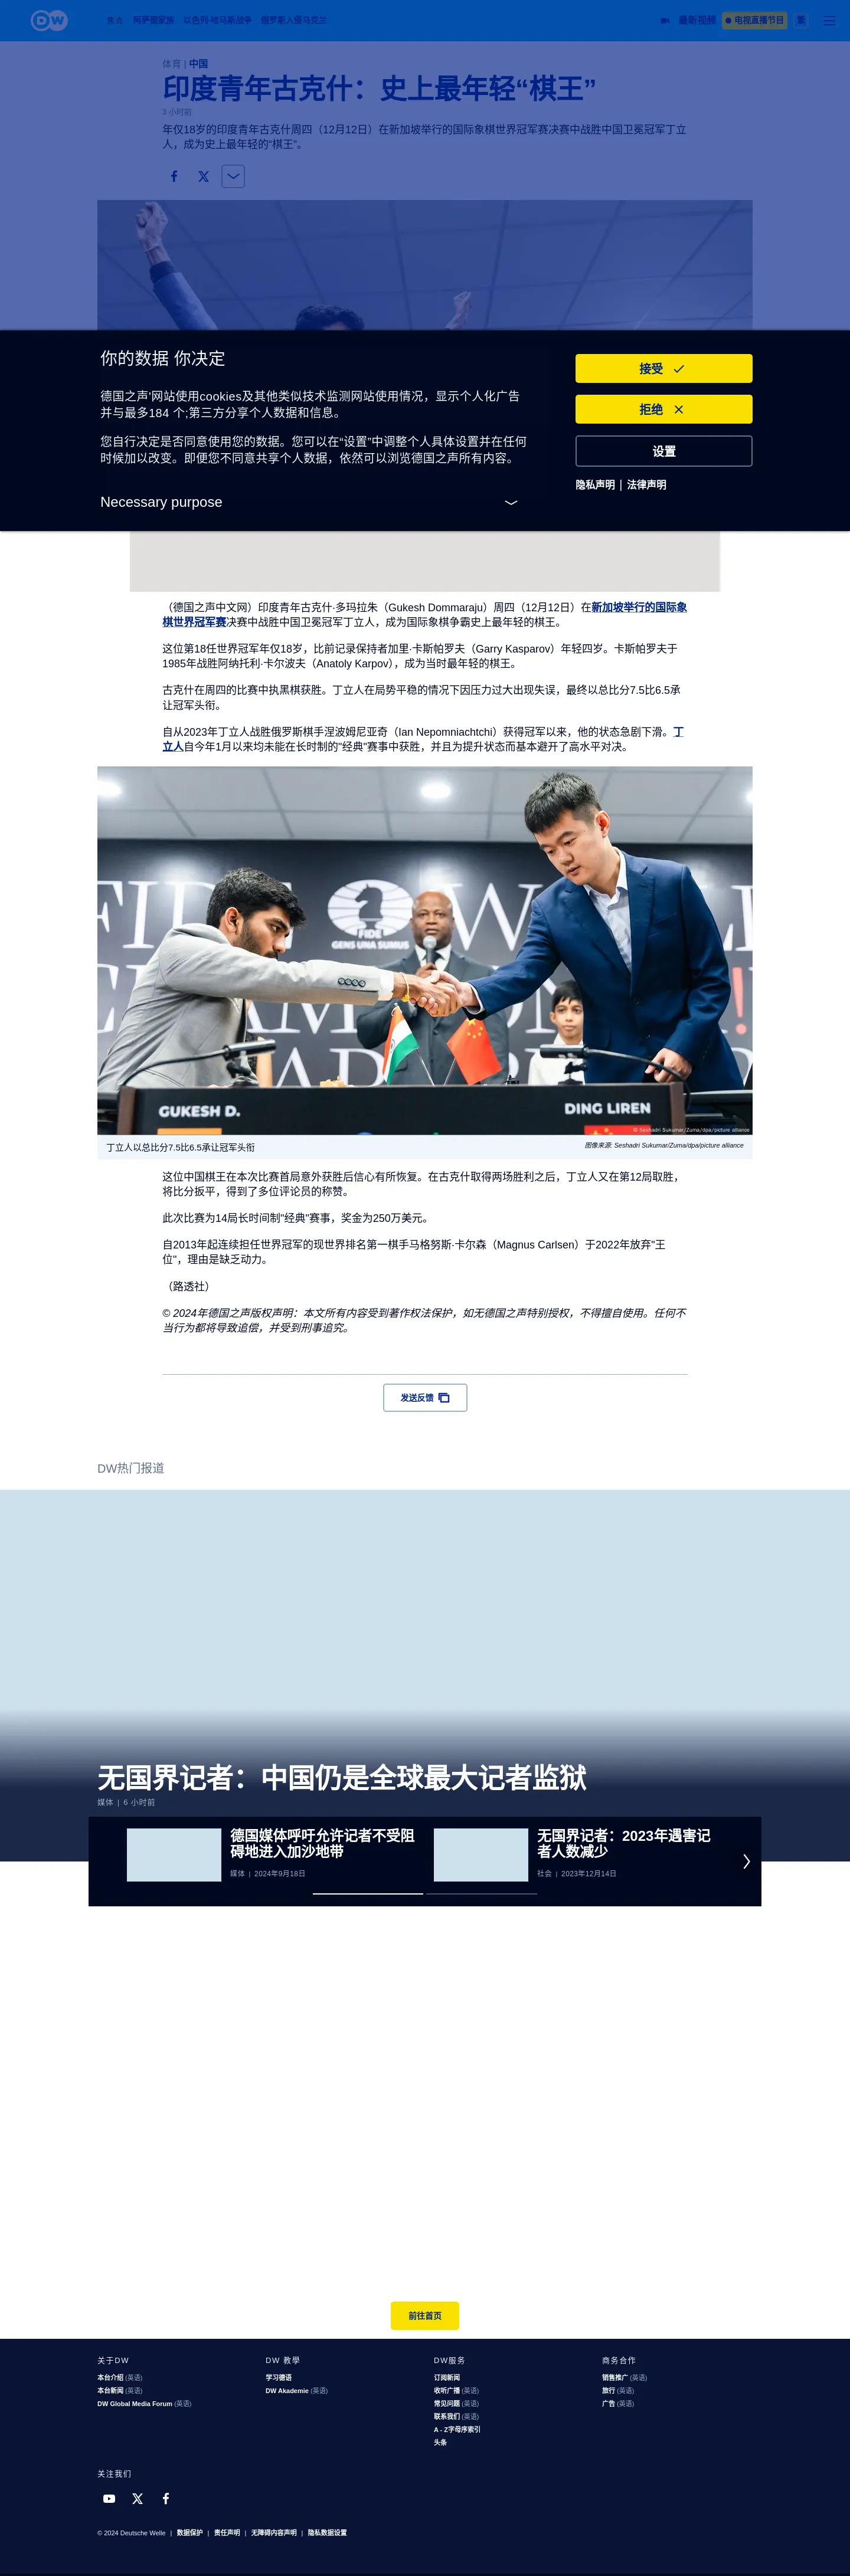 DW
焦点 阿萨德家族 以色列-哈马斯战争 俄罗斯入侵乌克兰
最新视频 电视直播节目 繁
体育 | 中国
印度青年古克什：史上最年轻“棋王”
3 小时前
年仅18岁的印度青年古克什周四（12月12日）在新加坡举行的国际象棋世界冠军赛决赛中战胜中国卫冕冠军丁立
人，成为史上最年轻的“棋王”。
你的数据 你决定
德国之声'网站使用cookies及其他类似技术监测网站使用情况，显示个人化广告
并与最多184 个;第三方分享个人数据和信息。
您自行决定是否同意使用您的数据。您可以在“设置”中调整个人具体设置并在任何
时候加以改变。即便您不同意共享个人数据，依然可以浏览德国之声所有内容。
Necessary purpose
接受
拒绝
设置
隐私声明 | 法律声明
（德国之声中文网）印度青年古克什·多玛拉朱（Gukesh Dommaraju）周四（12月12日）在新加坡举行的国际象
棋世界冠军赛决赛中战胜中国卫冕冠军丁立人，成为国际象棋争霸史上最年轻的棋王。
这位第18任世界冠军年仅18岁，比前记录保持者加里·卡斯帕罗夫（Garry Kasparov）年轻四岁。卡斯帕罗夫于
1985年战胜阿纳托利·卡尔波夫（Anatoly Karpov），成为当时最年轻的棋王。
古克什在周四的比赛中执黑棋获胜。丁立人在局势平稳的情况下因压力过大出现失误，最终以总比分7.5比6.5承
让冠军头衔。
自从2023年丁立人战胜俄罗斯棋手涅波姆尼亚奇（Ian Nepomniachtchi）获得冠军以来，他的状态急剧下滑。丁
立人自今年1月以来均未能在长时制的"经典"赛事中获胜，并且为提升状态而基本避开了高水平对决。
FIDE
GENS UNA SUMUS
GUKESH D.
DING LIREN
© Seshadri Sukumar/Zuma/dpa/picture alliance
丁立人以总比分7.5比6.5承让冠军头衔
图像来源: Seshadri Sukumar/Zuma/dpa/picture alliance
这位中国棋王在本次比赛首局意外获胜后信心有所恢复。在古克什取得两场胜利之后，丁立人又在第12局取胜，
将比分扳平，得到了多位评论员的称赞。
此次比赛为14局长时间制"经典"赛事，奖金为250万美元。
自2013年起连续担任世界冠军的现世界排名第一棋手马格努斯·卡尔森（Magnus Carlsen）于2022年放弃"王
位"，理由是缺乏动力。
（路透社）
© 2024年德国之声版权声明：本文所有内容受到著作权法保护，如无德国之声特别授权，不得擅自使用。任何不
当行为都将导致追偿，并受到刑事追究。
发送反馈
DW热门报道
无国界记者：中国仍是全球最大记者监狱
媒体 | 6 小时前
德国媒体呼吁允许记者不受阻
碍地进入加沙地带
媒体 | 2024年9月18日
无国界记者：2023年遇害记
者人数减少
社会 | 2023年12月14日
前往首页
关于DW
本台介绍 (英语)
本台新闻 (英语)
DW Global Media Forum (英语)
DW 教學
学习德语
DW Akademie (英语)
DW服务
订阅新闻
收听广播 (英语)
常见问题 (英语)
联系我们 (英语)
A - Z字母序索引
头条
商务合作
销售推广 (英语)
旅行 (英语)
广告 (英语)
关注我们
© 2024 Deutsche Welle | 数据保护 | 责任声明 | 无障碍内容声明 | 隐私数据设置